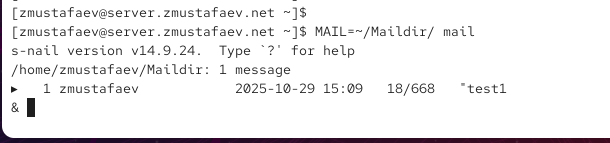 [zmustafaev@server.zmustafaev.net ~]$
[zmustafaev@server.zmustafaev.net ~]$ MAIL=~/Maildir/ mail
s-nail version v14.9.24.  Type `?' for help
/home/zmustafaev/Maildir: 1 message
▸   1 zmustafaev            2025-10-29 15:09   18/668   "test1
&